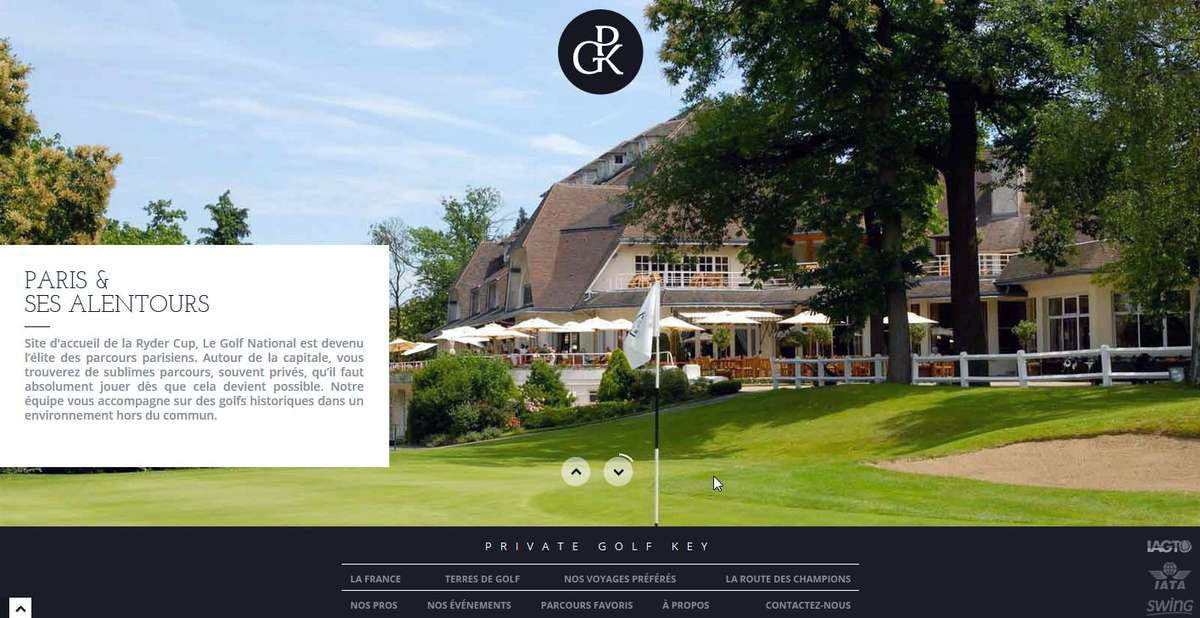 PGK
PARIS &
SES ALENTOURS
Site d'accueil de la Ryder Cup, Le Golf National est devenu
l'élite des parcours parisiens. Autour de la capitale, vous
trouverez de sublimes parcours, souvent privés, qu'il faut
absolument jouer dès que cela devient possible. Notre
équipe vous accompagne sur des golfs historiques dans un
environnement hors du commun.
PRIVATE GOLF KEY
LA FRANCE TERRES DE GOLF NOS VOYAGES PRÉFÉRÉS LA ROUTE DES CHAMPIONS
NOS PROS NOS ÉVÉNEMENTS PARCOURS FAVORIS À PROPOS CONTACTEZ-NOUS
IAGTO
IATA
swing